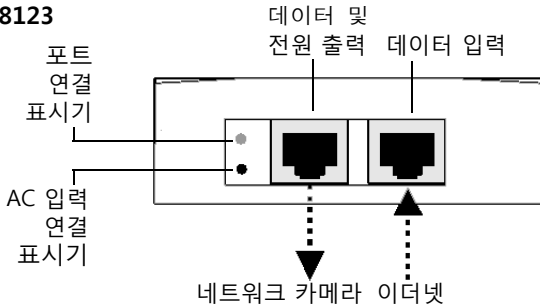 8123
데이터 및
전원 출력
데이터 입력
포트
연결
표시기
AC 입력
연결
표시기
네트워크 카메라
이더넷